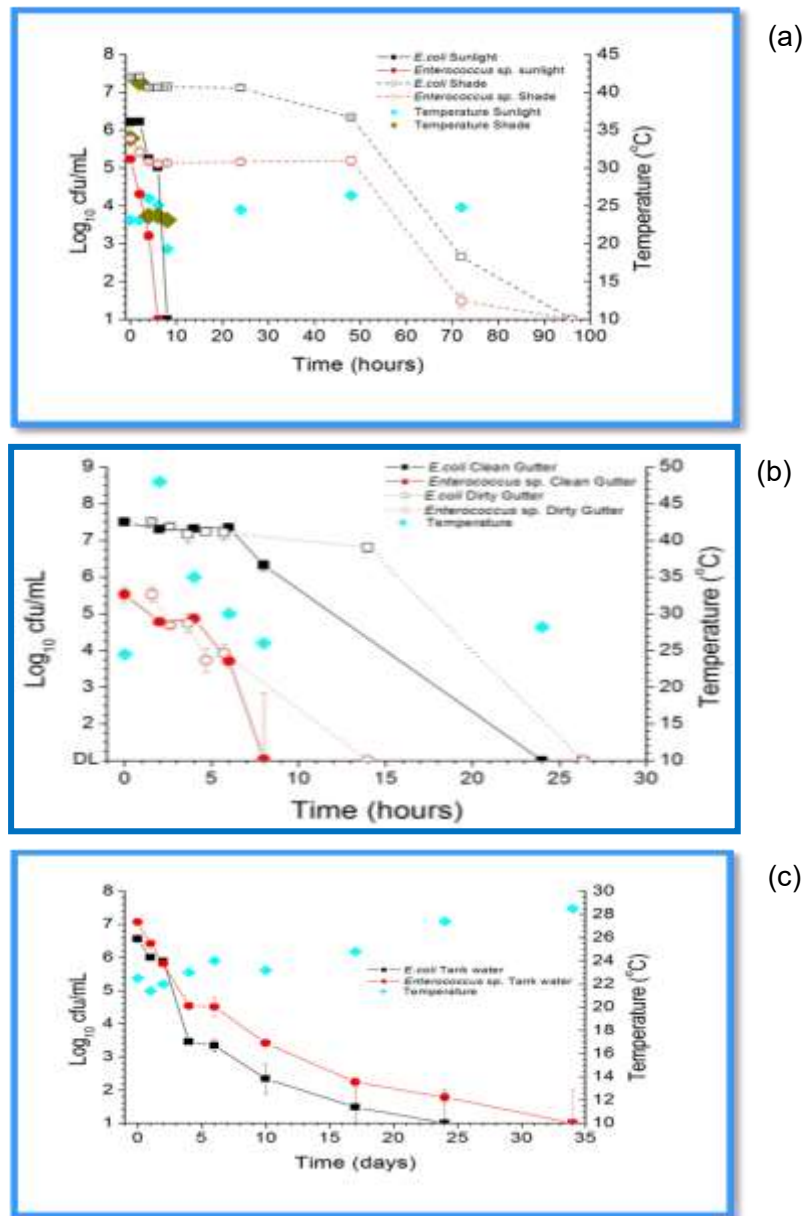 (a)
8
7
6
5
4
3
2
1
Log10 cfu/mL
E.coli Sunlight
Enterococcus sp. sunlight
E.coli Shade
Enterococcus sp. Shade
Temperature Sunlight
Temperature Shade
45
40
35
30
25
20
15
10
Temperature (°C)
0 10 20 30 40 50 60 70 80 90 100
Time (hours)
(b)
9
8
7
6
5
4
3
2
DL
Log10 cfu/mL
E.coli Clean Gutter
Enterococcus sp. Clean Gutter
E.coli Dirty Gutter
Enterococcus sp. Dirty Gutter
Temperature
50
45
40
35
30
25
20
15
10
Temperature (°C)
0 5 10 15 20 25 30
Time (hours)
(c)
8
7
6
5
4
3
2
1
Log10 cfu/mL
E.coli Tank water
Enterococcus sp. Tank water
Temperature
30
28
26
24
22
20
18
16
14
12
10
Temperature (°C)
0 5 10 15 20 25 30 35
Time (days)